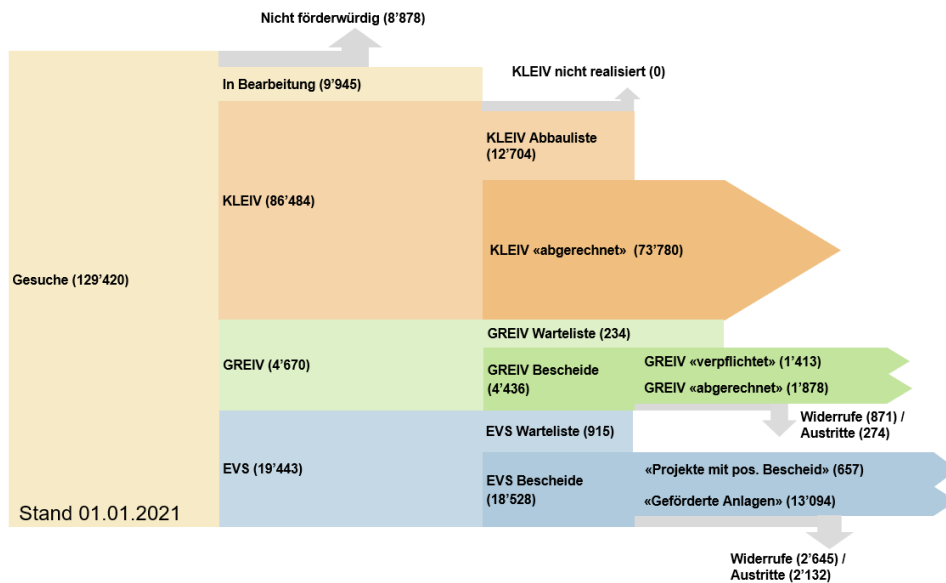 Nicht förderwürdig (8’878)
KLEIV nicht realisiert (0)
In Bearbeitung (9’945)
KLEIV Abbauliste
(12’704)
KLEIV (86’484)
KLEIV «abgerechnet» (73’780)
Gesuche (129’420)
GREIV Warteliste (234)
GREIV (4’670)
GREIV Bescheide
(4’436)
GREIV «verpflichtet» (1’413)
GREIV «abgerechnet» (1’878)
Widerrufe (871) /
Austritte (274)
EVS Warteliste (915)
EVS (19’443)
EVS Bescheide
(18’528)
«Projekte mit pos. Bescheid» (657)
«Geförderte Anlagen» (13’094)
Stand 01.01.2021
Widerrufe (2’645) /
Austritte (2’132)